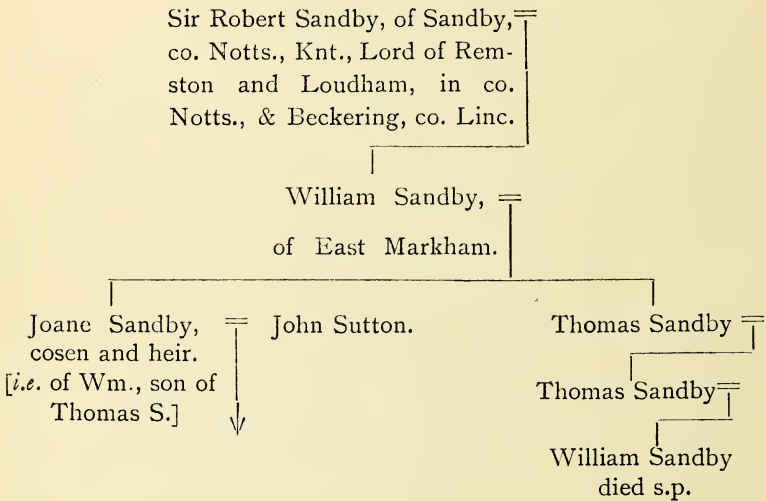 Sir Robert Sandby, of Sandby,
co. Notts., Knt., Lord of Rem-
ston and Loudham, in co.
Notts., & Beckering, co. Linc.
William Sandby,
of East Markham.
Joane Sandby,
cosen and heir.
[i.e. of Wm., son of
Thomas S.]
John Sutton.
Thomas Sandby
Thomas Sandby
William Sandby
died s.p.